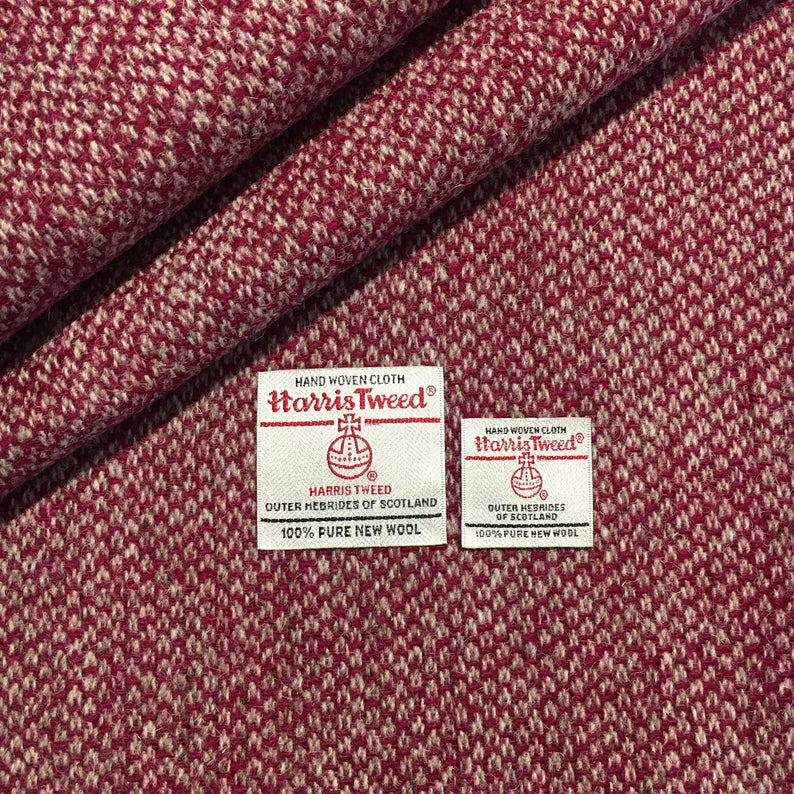 HAND WOVEN CLOTH
Harris Tweed®
®
HARRIS TWEED
OUTER HEBRIDES OF SCOTLAND
100% PURE NEW WOOL
HAND WOVEN CLOTH
Harris Tweed®
®
OUTER HEBRIDES
OF SCOTLAND
100% PURE NEW WOOL